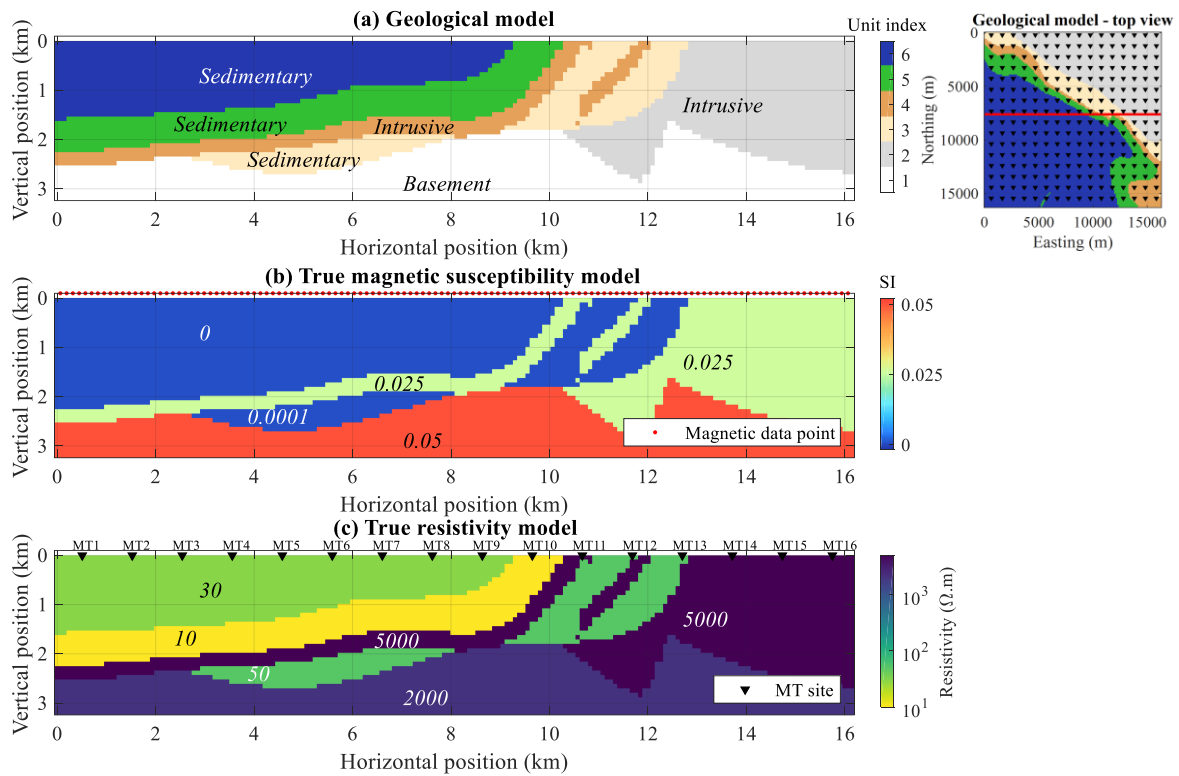 (a) Geological model
Unit index
Geological model - top view
Vertical position (km)
0
1
2
3
Sedimentary
Sedimentary
Intrusive
Sedimentary
Basement
Intrusive
0 2 4 6 8 10 12 14 16
Horizontal position (km)
6
5
4
3
2
1
Northing (m)
0
5000
10000
15000
0 5000 10000 15000
Easting (m)
(b) True magnetic susceptibility model
SI
Vertical position (km)
0
1
2
3
0
0.025
0.0001
0.05
0.025
Magnetic data point
0 2 4 6 8 10 12 14 16
Horizontal position (km)
0.05
0.025
0
(c) True resistivity model
MT1 MT2 MT3 MT4 MT5 MT6 MT7 MT8 MT9 MT10 MT11 MT12 MT13 MT14 MT15 MT16
Vertical position (km)
0
1
2
3
30
10
5000
50
2000
5000
MT site
0 2 4 6 8 10 12 14 16
Horizontal position (km)
10³
10²
10¹
Resistivity (Ω.m)